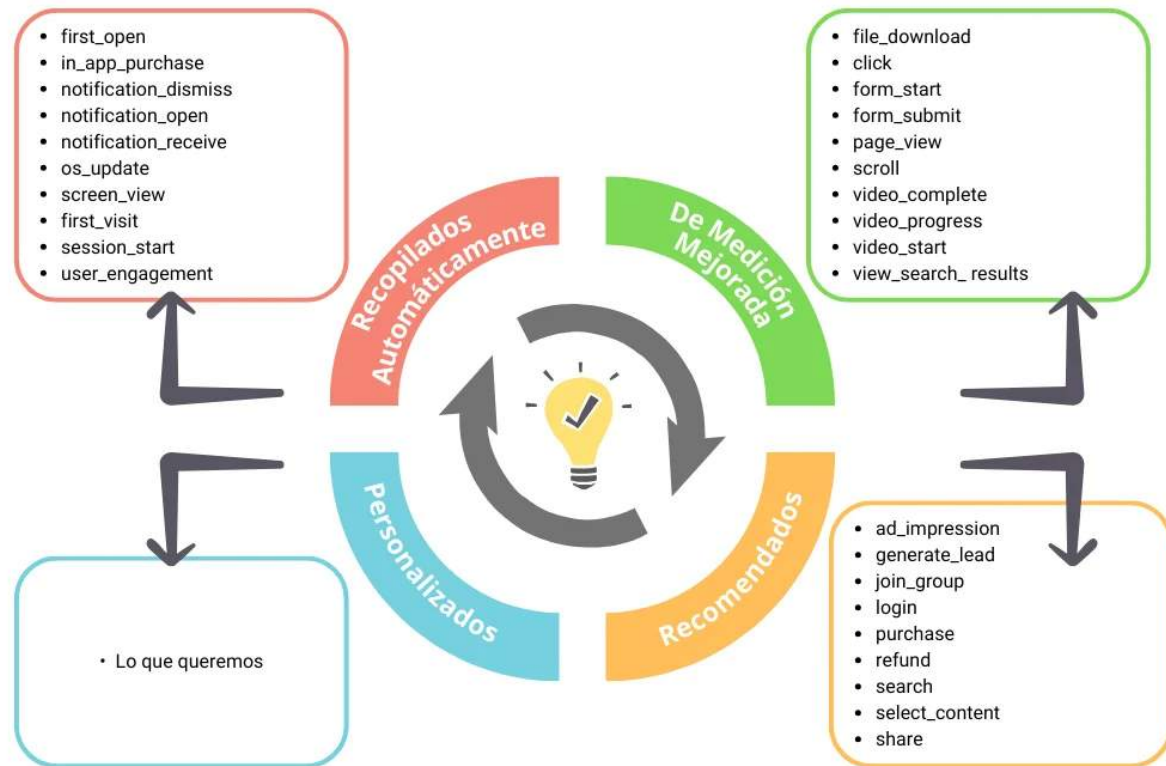 • first_open
• in_app_purchase
• notification_dismiss
• notification_open
• notification_receive
• os_update
• screen_view
• first_visit
• session_start
• user_engagement
• file_download
• click
• form_start
• form_submit
• page_view
• scroll
• video_complete
• video_progress
• video_start
• view_search_ results
Recopilados
Automáticamente
De Medición
Mejorada
Personalizados
Recomendados
• Lo que queremos
• ad_impression
• generate_lead
• join_group
• login
• purchase
• refund
• search
• select_content
• share